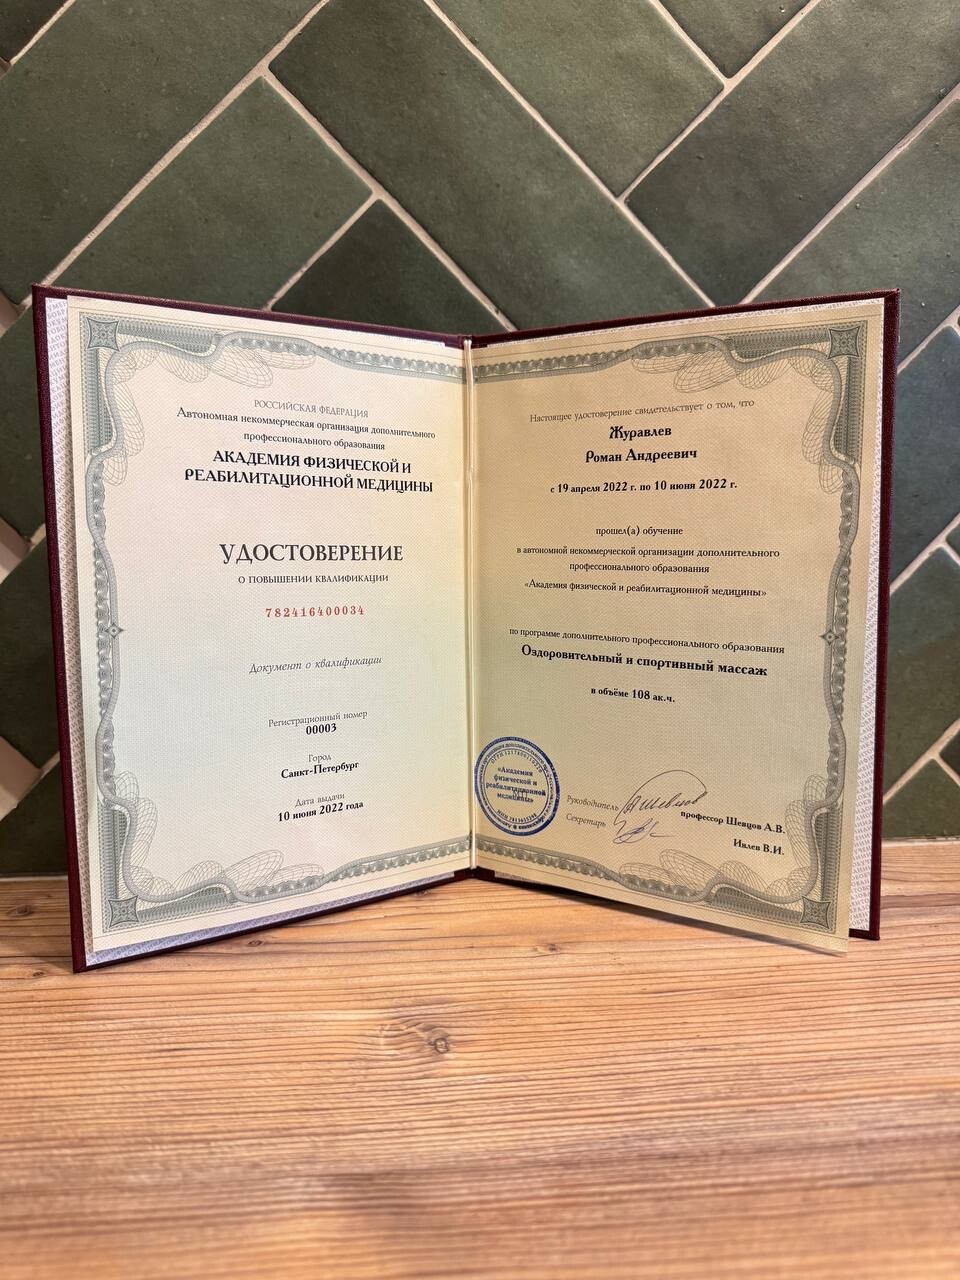 РОССИЙСКАЯ ФЕДЕРАЦИЯ
Автономная некоммерческая организация дополнительного
профессионального образования
АКАДЕМИЯ ФИЗИЧЕСКОЙ И
РЕАБИЛИТАЦИОННОЙ МЕДИЦИНЫ
УДОСТОВЕРЕНИЕ
О ПОВЫШЕНИИ КВАЛИФИКАЦИИ
782416400034
Документ о квалификации
Регистрационный номер
00003
Город
Санкт-Петербург
Дата выдачи
10 июня 2022 года
Настоящее удостоверение свидетельствует о том, что
Журавлев
Роман Андреевич
с 19 апреля 2022 г. по 10 июня 2022 г.
прошел(а) обучение
в автономной некоммерческой организации дополнительного
профессионального образования
«Академия физической и реабилитационной медицины»
по программе дополнительного профессионального образования
Оздоровительный и спортивный массаж
в объёме 108 ак.ч.
«Академия
физической и
реабилитационной
медицины»
Руководитель
профессор Шевцов А.В.
Секретарь
Ивлев В.И.